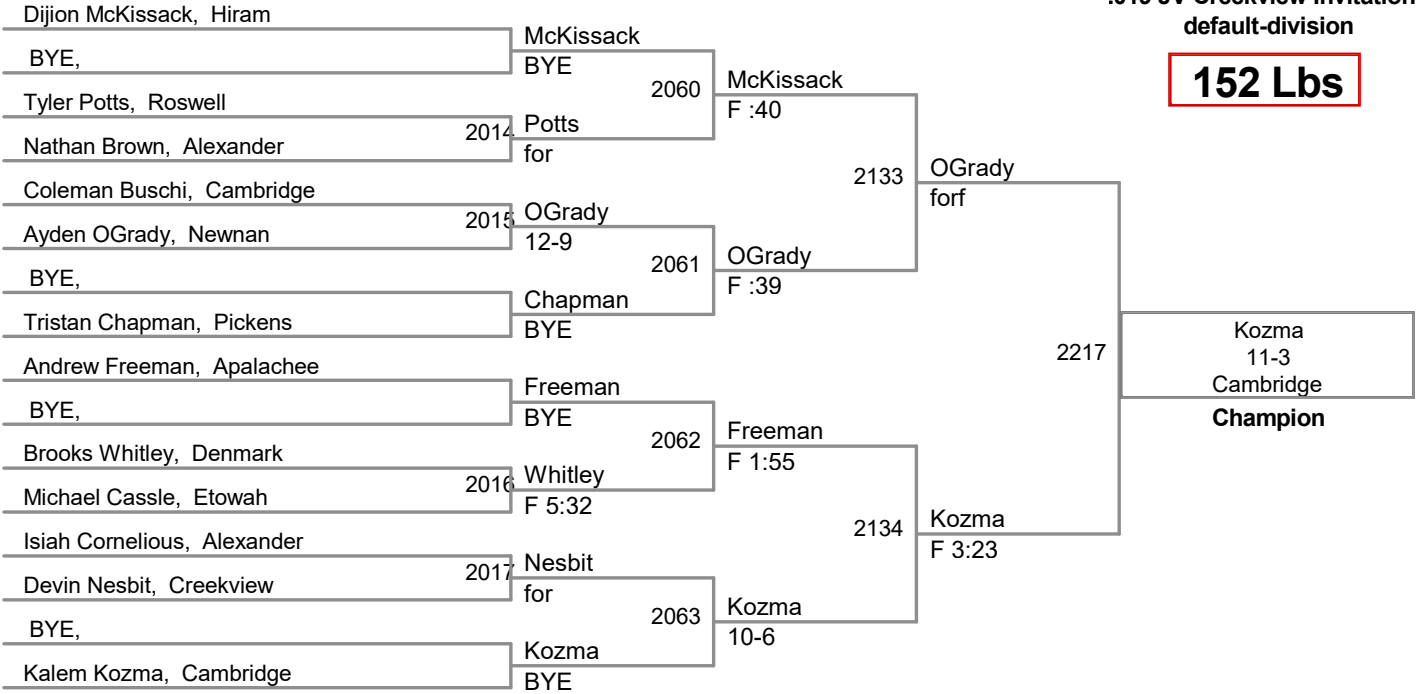 Dijion McKissack, Hiram
BYE,
Tyler Potts, Roswell
Nathan Brown, Alexander
Coleman Buschi, Cambridge
Ayden OGrady, Newnan
BYE,
Tristan Chapman, Pickens
Andrew Freeman, Apalachee
BYE,
Brooks Whitley, Denmark
Michael Cassle, Etowah
Isiah Cornelious, Alexander
Devin Nesbit, Creekview
BYE,
Kalem Kozma, Cambridge
2014
2015
2016
2017
McKissack
BYE
Potts
for
OGrady
12-9
Chapman
BYE
Freeman
BYE
Whitley
F 5:32
Nesbit
for
Kozma
BYE
2060
2061
2062
2063
McKissack
F :40
OGrady
F :39
Freeman
F 1:55
Kozma
10-6
2133
2134
OGrady
forf
Kozma
F 3:23
2217
default-division
152 Lbs
Kozma
11-3
Cambridge
Champion